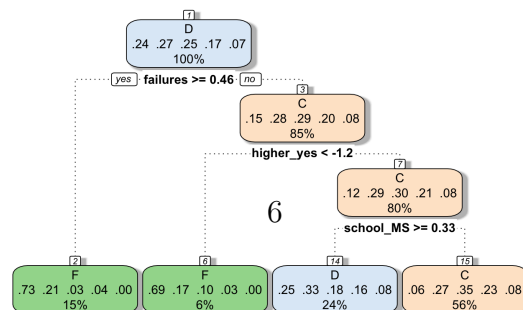 1
D
.24 .27 .25 .17 .07
100%
yes failures >= 0.46 no
3
C
.15 .28 .29 .20 .08
85%
higher_yes < -1.2
7
C
.12 .29 .30 .21 .08
80%
6
school_MS >= 0.33
2
F
.73 .21 .03 .04 .00
15%
6
F
.69 .17 .10 .03 .00
6%
14
D
.25 .33 .18 .16 .08
24%
15
C
.06 .27 .35 .23 .08
56%